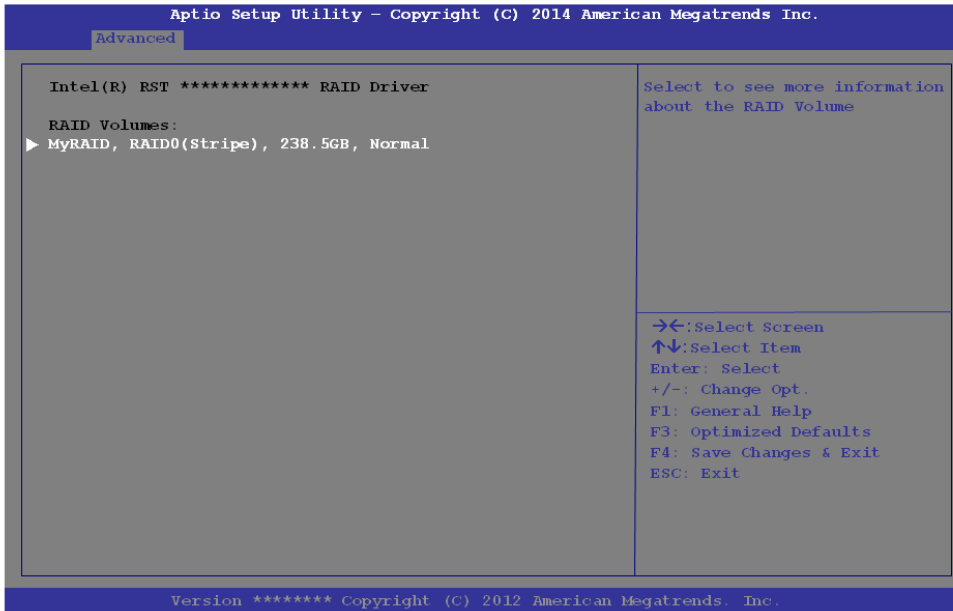 Aptio Setup Utility – Copyright (C) 2014 American Megatrends Inc.
Advanced
Intel(R) RST ************* RAID Driver
RAID Volumes:
▶ MyRAID, RAID0(Stripe), 238.5GB, Normal
Select to see more information
about the RAID Volume
→←:Select Screen
↑↓:Select Item
Enter: Select
+/-: Change Opt.
F1: General Help
F3: Optimized Defaults
F4: Save Changes & Exit
ESC: Exit
Version ******** Copyright (C) 2012 American Megatrends. Inc.